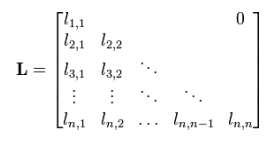 L = [ l_{1,1} 0
l_{2,1} l_{2,2}
l_{3,1} l_{3,2} ⋱
⋮ ⋮ ⋱ ⋱
l_{n,1} l_{n,2} … l_{n,n−1} l_{n,n} ]